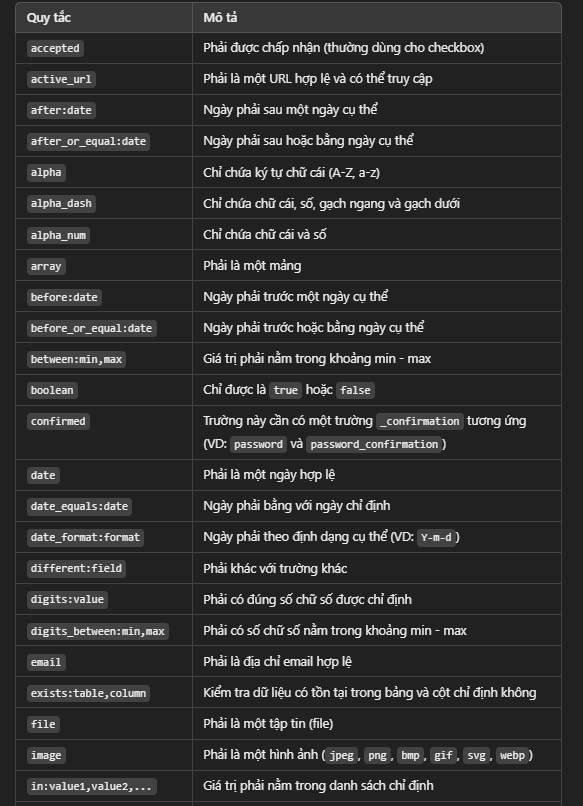 Quy tắc Mô tả
accepted Phải được chấp nhận (thường dùng cho checkbox)
active_url Phải là một URL hợp lệ và có thể truy cập
after:date Ngày phải sau một ngày cụ thể
after_or_equal:date Ngày phải sau hoặc bằng ngày cụ thể
alpha Chỉ chứa ký tự chữ cái (A-Z, a-z)
alpha_dash Chỉ chứa chữ cái, số, gạch ngang và gạch dưới
alpha_num Chỉ chứa chữ cái và số
array Phải là một mảng
before:date Ngày phải trước một ngày cụ thể
before_or_equal:date Ngày phải trước hoặc bằng ngày cụ thể
between:min,max Giá trị phải nằm trong khoảng min - max
boolean Chỉ được là true hoặc false
confirmed Trường này cần có một trường _confirmation tương ứng
(VD: password và password_confirmation)
date Phải là một ngày hợp lệ
date_equals:date Ngày phải bằng với ngày chỉ định
date_format:format Ngày phải theo định dạng cụ thể (VD: Y-m-d)
different:field Phải khác với trường khác
digits:value Phải có đúng số chữ số được chỉ định
digits_between:min,max Phải có số chữ số nằm trong khoảng min - max
email Phải là địa chỉ email hợp lệ
exists:table,column Kiểm tra dữ liệu có tồn tại trong bảng và cột chỉ định không
file Phải là một tập tin (file)
image Phải là một hình ảnh (jpeg, png, bmp, gif, svg, webp)
in:value1,value2,... Giá trị phải nằm trong danh sách chỉ định